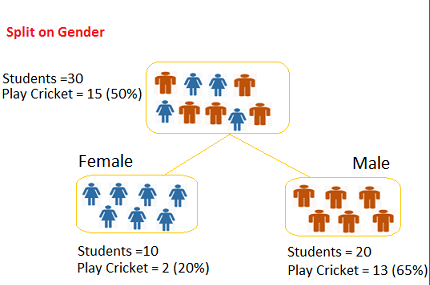 Split on Gender
Students =30
Play Cricket = 15 (50%)
Female
Male
Students =10
Play Cricket = 2 (20%)
Students = 20
Play Cricket = 13 (65%)